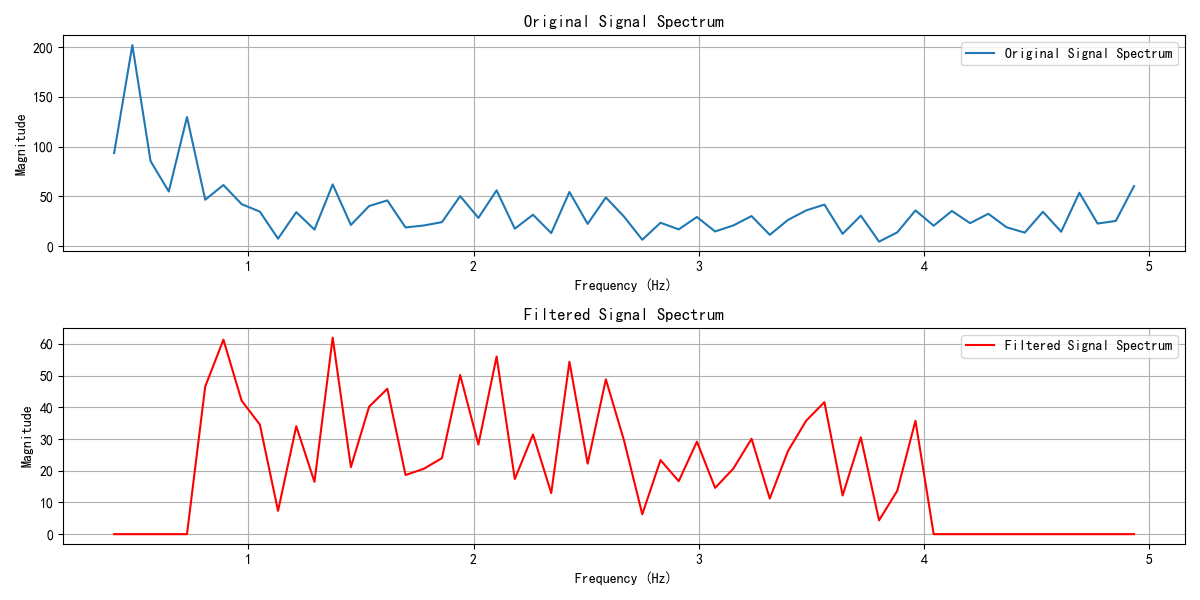 Original Signal Spectrum
Original Signal Spectrum
Magnitude
200
150
100
50
0
1 2 3 4 5
Frequency (Hz)
Filtered Signal Spectrum
Filtered Signal Spectrum
Magnitude
60
50
40
30
20
10
0
1 2 3 4 5
Frequency (Hz)